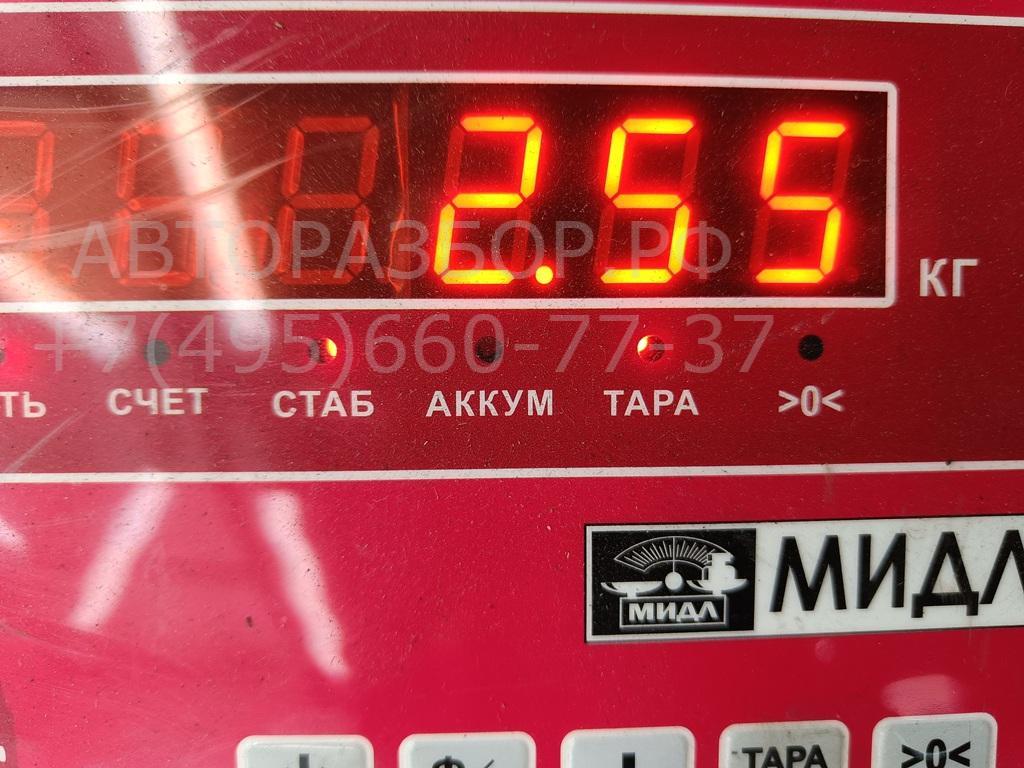 2.55
КГ
АВТОРАЗБОР.РФ
+7(495)660-77-37
ТЬ СЧЕТ СТАБ АККУМ ТАРА >0<
МИДЛ МИДЛ
ТАРА >0<